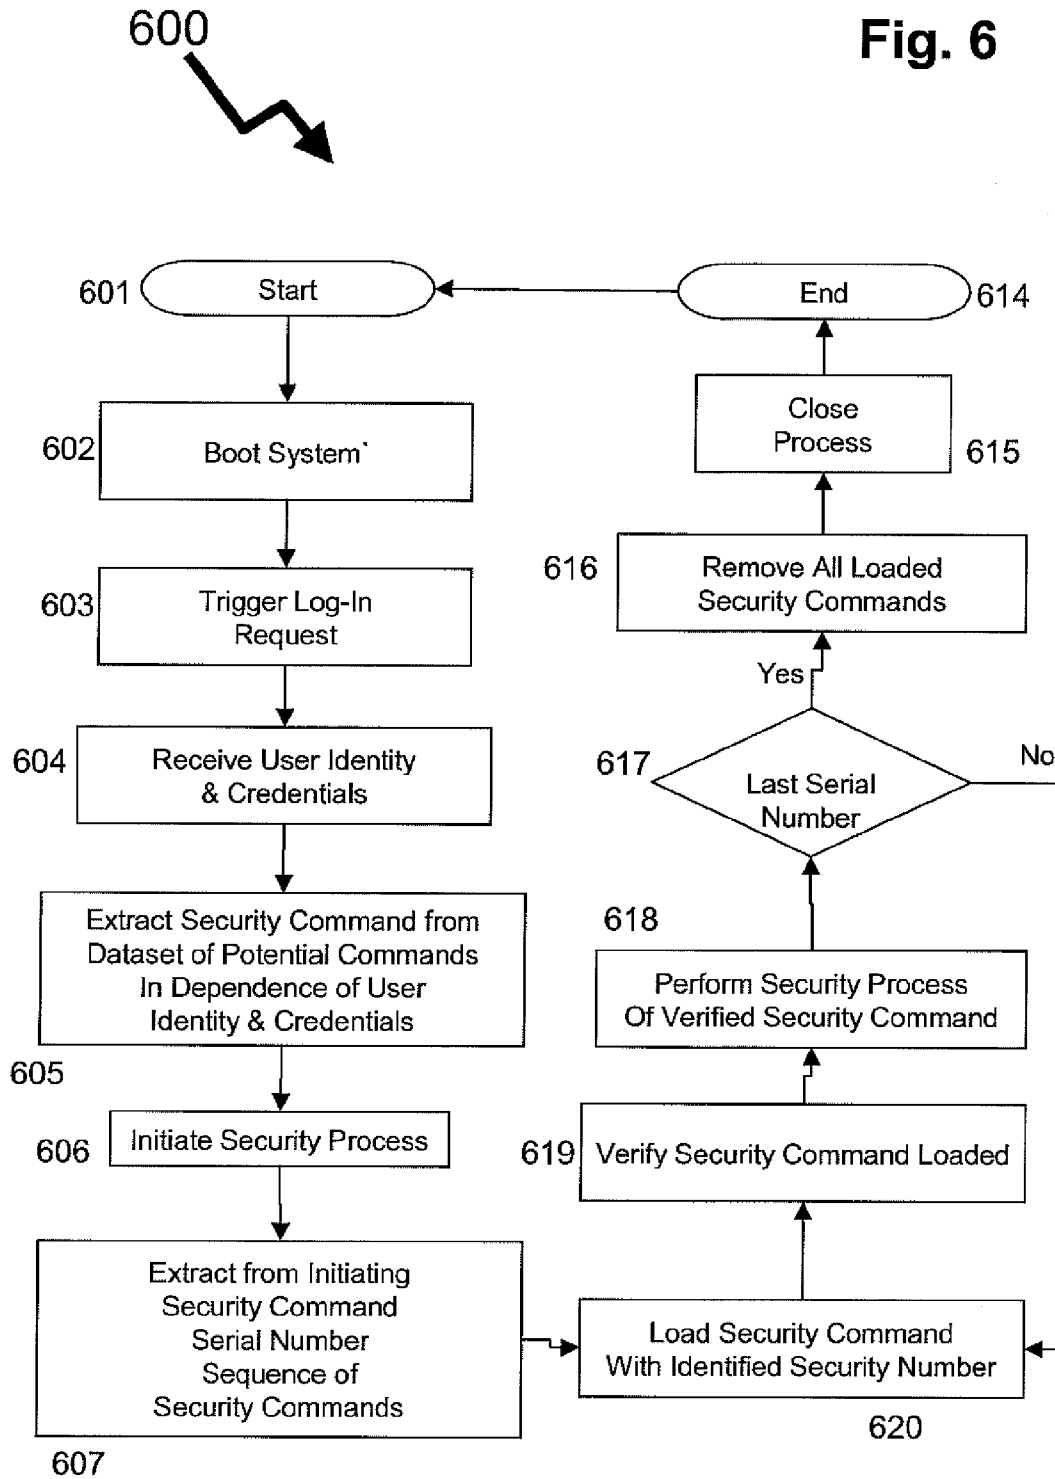 600
Fig. 6
601
Start
End
614
602
Boot System`
Close
Process
615
603
Trigger Log-In
Request
616
Remove All Loaded
Security Commands
Yes
604
Receive User Identity
& Credentials
617
Last Serial
Number
No
Extract Security Command from
Dataset of Potential Commands
In Dependence of User
Identity & Credentials
605
618
Perform Security Process
Of Verified Security Command
606
Initiate Security Process
619
Verify Security Command Loaded
Extract from Initiating
Security Command
Serial Number
Sequence of
Security Commands
607
Load Security Command
With Identified Security Number
620